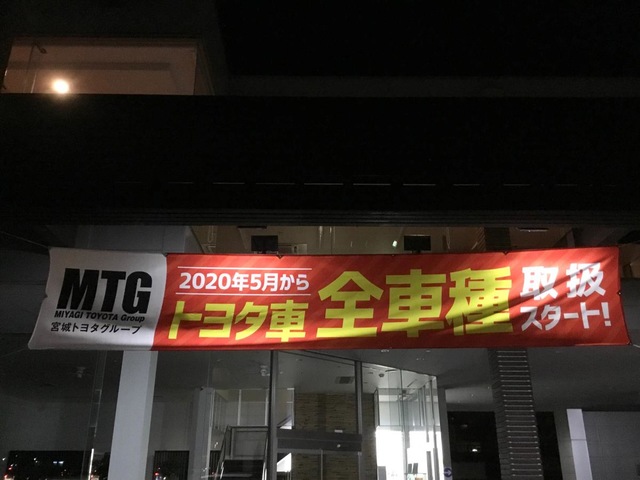 MTG
MIYAGI TOYOTA Group
宮城トヨタグループ
2020年5月から
トヨタ車 全車種 取扱
スタート!